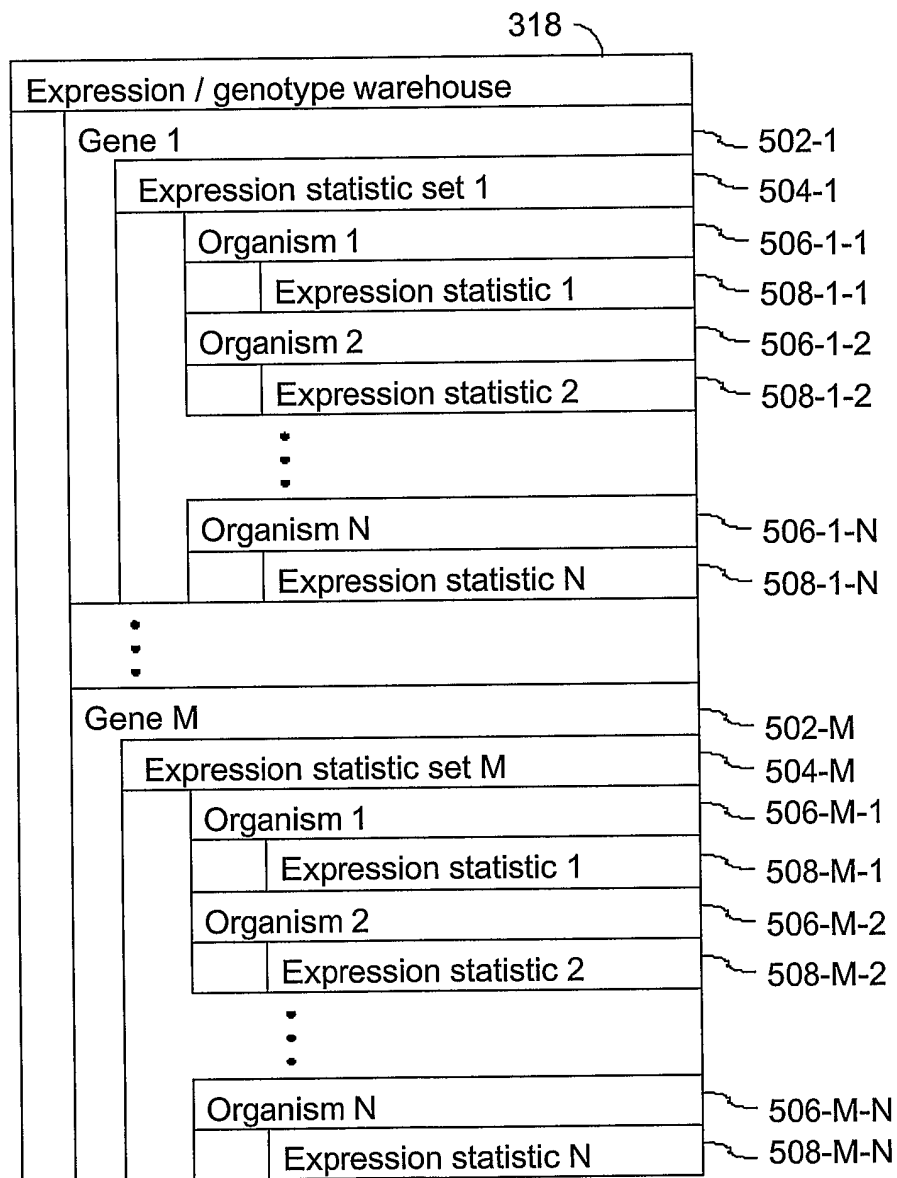 318
Expression / genotype warehouse
Gene 1 502-1
Expression statistic set 1 504-1
Organism 1 506-1-1
Expression statistic 1 508-1-1
Organism 2 506-1-2
Expression statistic 2 508-1-2
Organism N 506-1-N
Expression statistic N 508-1-N
Gene M 502-M
Expression statistic set M 504-M
Organism 1 506-M-1
Expression statistic 1 508-M-1
Organism 2 506-M-2
Expression statistic 2 508-M-2
Organism N 506-M-N
Expression statistic N 508-M-N